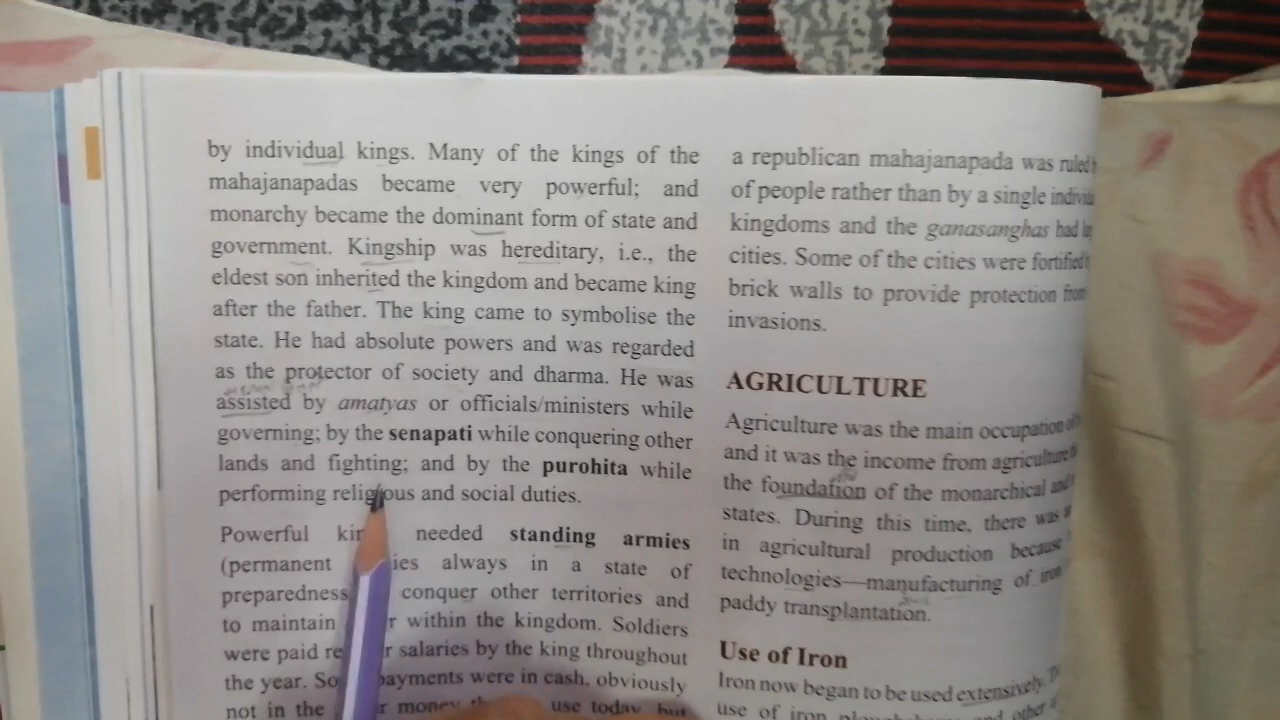 by individual kings. Many of the kings of the
mahajanapadas became very powerful; and
monarchy became the dominant form of state and
government. Kingship was hereditary, i.e., the
eldest son inherited the kingdom and became king
after the father. The king came to symbolise the
state. He had absolute powers and was regarded
as the protector of society and dharma. He was
assisted by amatyas or officials/ministers while
governing; by the senapati while conquering other
lands and fighting; and by the purohita while
performing religious and social duties.
Powerful needed standing armies
(permanent always in a state of
preparedness conquer other territories and
to maintain within the kingdom. Soldiers
were paid salaries by the king throughout
the year. payments were in cash, obviously
not in the money use today, but
a republican mahajanapada was ruled
of people rather than by a single
kingdoms and the ganasanghas had
cities. Some of the cities were fortified
brick walls to provide protection from
invasions.
AGRICULTURE
Agriculture was the main occupation
and it was the income from agriculture
the foundation of the monarchical and
states. During this time, there was
in agricultural production because
technologies—manufacturing of iron
paddy transplantation.
Use of Iron
Iron now began to be used extensively.
use of iron and other